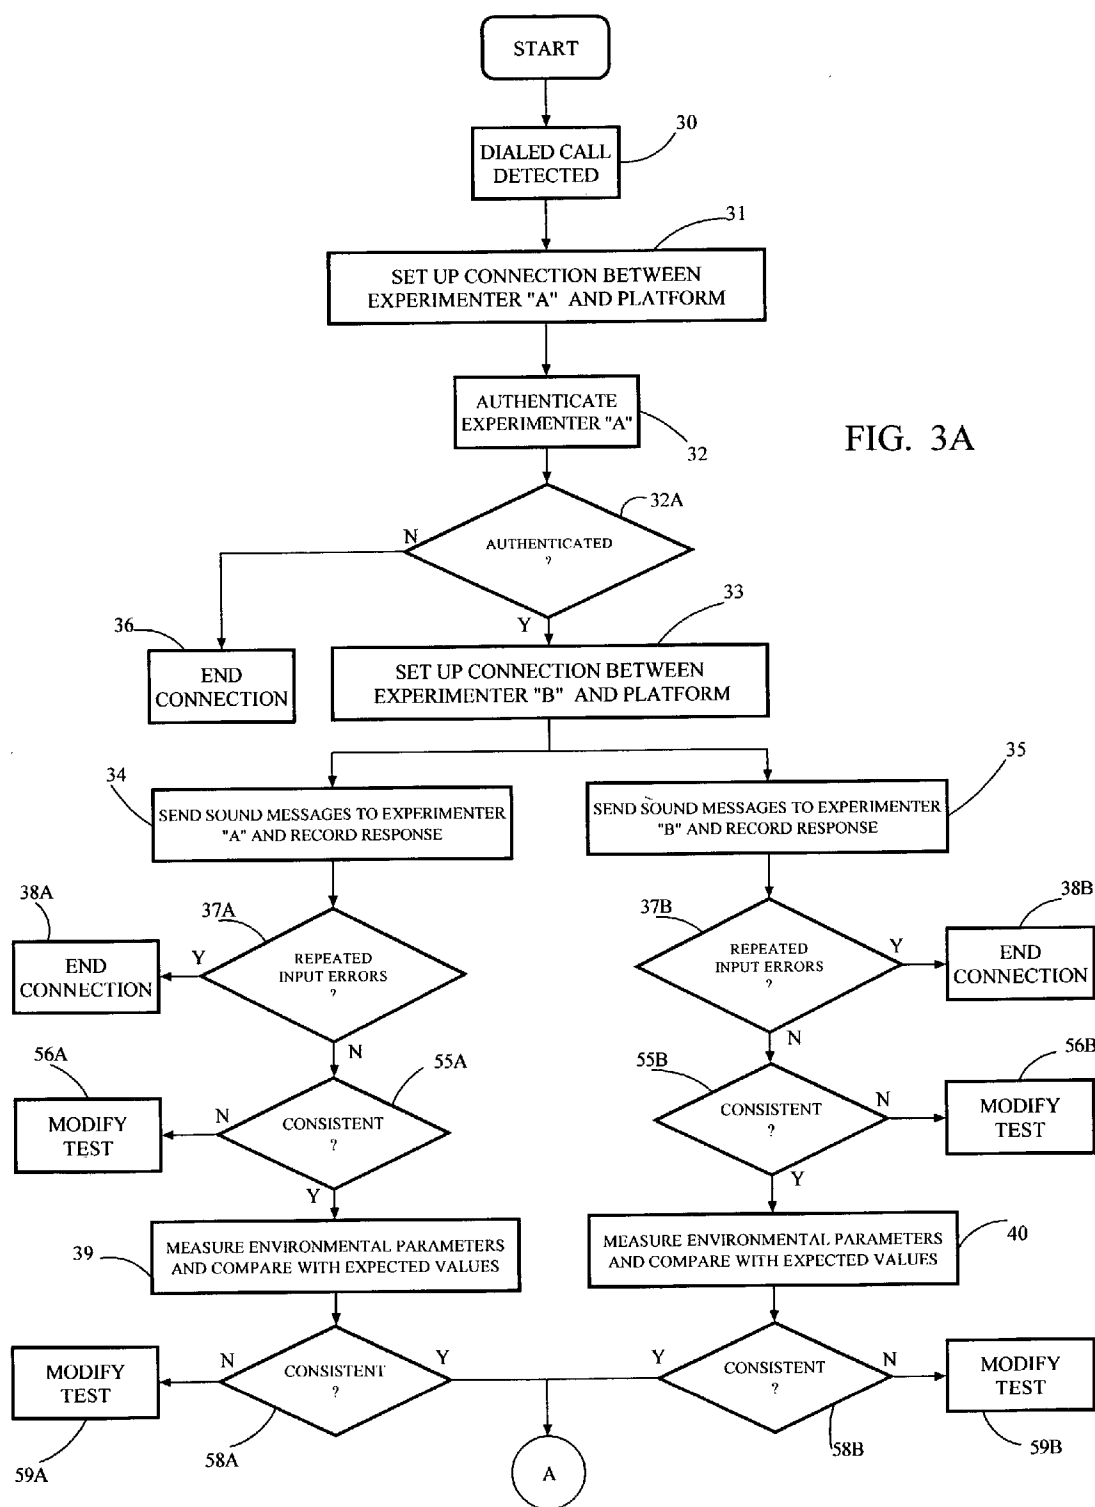 START
30
DIALED CALL
DETECTED
31
SET UP CONNECTION BETWEEN
EXPERIMENTER "A" AND PLATFORM
AUTHENTICATE
EXPERIMENTER "A"
32
FIG. 3A
32A
N
AUTHENTICATED
?
Y
33
36
END
CONNECTION
SET UP CONNECTION BETWEEN
EXPERIMENTER "B" AND PLATFORM
34
35
SEND SOUND MESSAGES TO EXPERIMENTER
"A" AND RECORD RESPONSE
SEND SOUND MESSAGES TO EXPERIMENTER
"B" AND RECORD RESPONSE
38A
37A
37B
38B
Y
END
CONNECTION
REPEATED
INPUT ERRORS
?
REPEATED
INPUT ERRORS
?
Y
END
CONNECTION
N
N
56A
55A
55B
56B
MODIFY
TEST
N
CONSISTENT
?
CONSISTENT
?
N
MODIFY
TEST
Y
Y
39
MEASURE ENVIRONMENTAL PARAMETERS
AND COMPARE WITH EXPECTED VALUES
MEASURE ENVIRONMENTAL PARAMETERS
AND COMPARE WITH EXPECTED VALUES
40
MODIFY
TEST
N
CONSISTENT
?
Y
Y
CONSISTENT
?
N
MODIFY
TEST
59A
58A
58B
59B
A